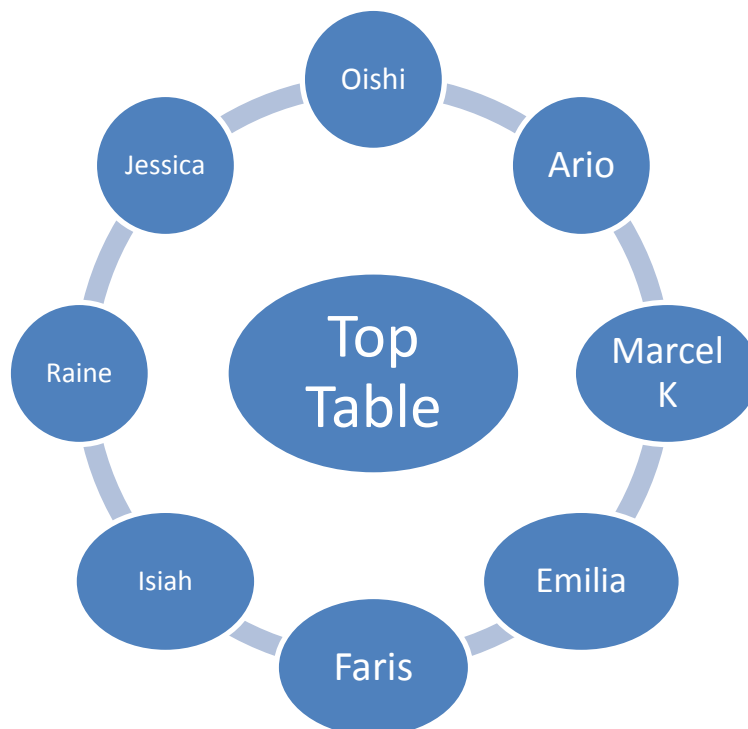 Oishi
Jessica
Ario
Top
Table
Marcel
K
Raine
Isiah
Emilia
Faris